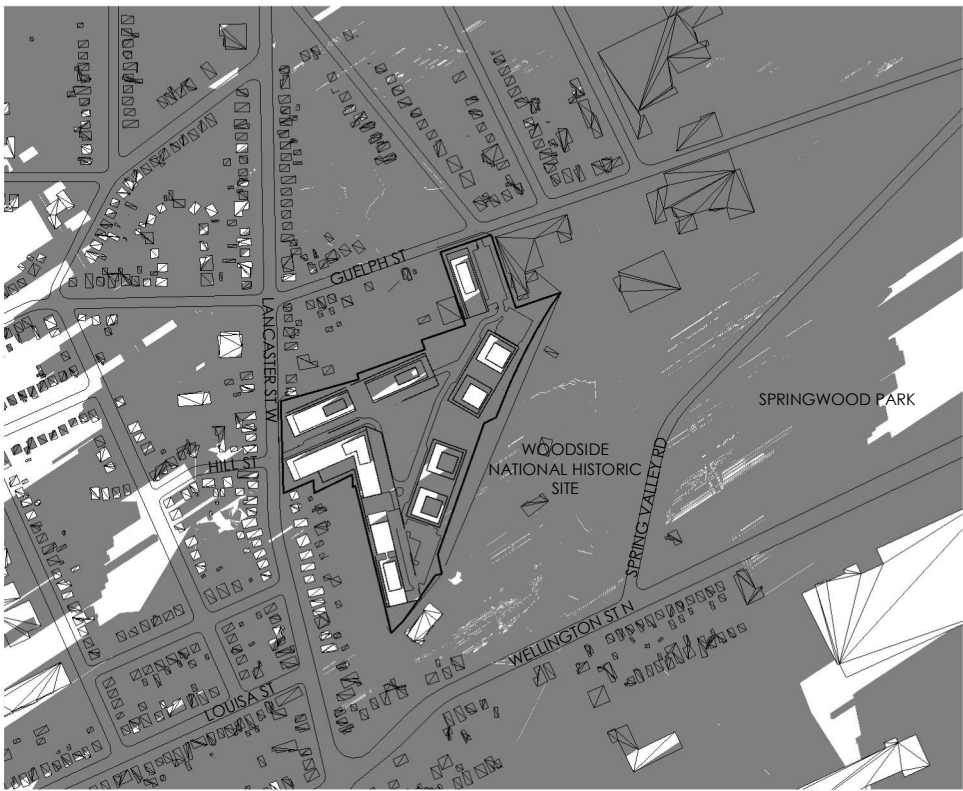 GUELPH ST
LANCASTER ST W
SPRINGWOOD PARK
WOODSIDE
NATIONAL HISTORIC
SITE
HILL ST
SPRING VALLEY RD
WELLINGTON ST N
LOUISA ST